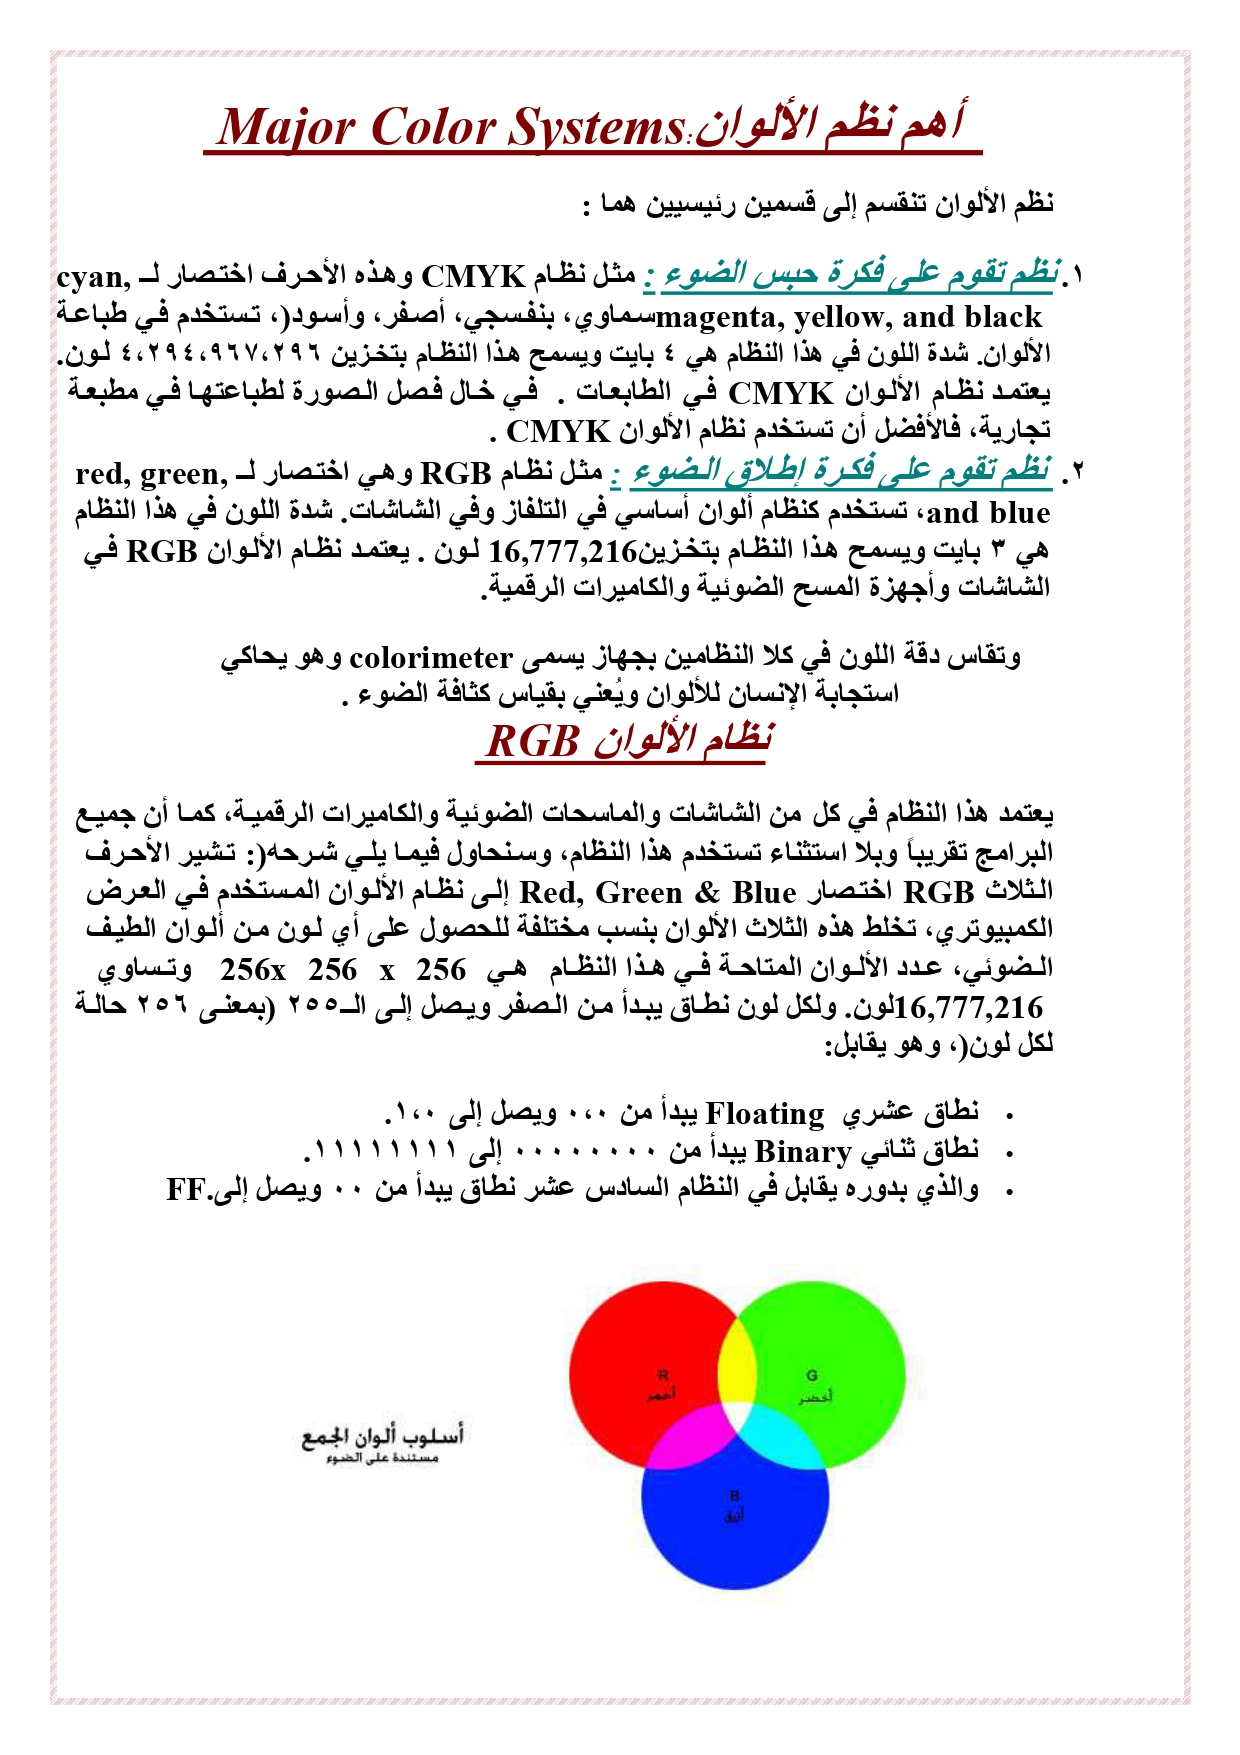 أهم نظم الألوان:Major Color Systems
نظم الألوان تنقسم إلى قسمين رئيسيين هما :
١. نظم تقوم على فكرة حبس الضوء : مثل نظام CMYK وهذه الأحرف اختصار لـ cyan,
magenta, yellow, and black سماوي، بنفسجي، أصفر، وأسود(، تستخدم في طباعة
الألوان. شدة اللون في هذا النظام هي ٤ بايت ويسمح هذا النظام بتخزين ٤،٢٩٤،٩٦٧،٢٩٦ لون.
يعتمد نظام الألوان CMYK في الطابعات . في خال فصل الصورة لطباعتها في مطبعة
تجارية، فالأفضل أن تستخدم نظام الألوان CMYK .
٢. نظم تقوم على فكرة إطلاق الضوء : مثل نظام RGB وهي اختصار لـ red, green,
and blue، تستخدم كنظام ألوان أساسي في التلفاز وفي الشاشات. شدة اللون في هذا النظام
هي ٣ بايت ويسمح هذا النظام بتخزين16,777,216 لون . يعتمد نظام الألوان RGB في
الشاشات وأجهزة المسح الضوئية والكاميرات الرقمية.
وتقاس دقة اللون في كلا النظامين بجهاز يسمى colorimeter وهو يحاكي
استجابة الإنسان للألوان ويُعني بقياس كثافة الضوء .
نظام الألوان RGB
يعتمد هذا النظام في كل من الشاشات والماسحات الضوئية والكاميرات الرقمية، كما أن جميع
البرامج تقريباً وبلا استثناء تستخدم هذا النظام، وسنحاول فيما يلي شرحه(: تشير الأحرف
الثلاث RGB اختصار Red, Green & Blue إلى نظام الألوان المستخدم في العرض
الكمبيوتري، تخلط هذه الثلاث الألوان بنسب مختلفة للحصول على أي لون من ألوان الطيف
الضوئي، عدد الألوان المتاحة في هذا النظام هي 256x 256 x 256 وتساوي
16,777,216لون. ولكل لون نطاق يبدأ من الصفر ويصل إلى الـ٢٥٥ (بمعنى ٢٥٦ حالة
لكل لون(، وهو يقابل:
• نطاق عشري Floating يبدأ من ٠،٠ ويصل إلى ١،٠.
• نطاق ثنائي Binary يبدأ من ٠٠٠٠٠٠٠٠ إلى ١١١١١١١١.
• والذي بدوره يقابل في النظام السادس عشر نطاق يبدأ من ٠٠ ويصل إلى.FF
R
أحمر
G
أخضر
أسلوب ألوان الجمع
مستندة على الضوء
B
أزرق